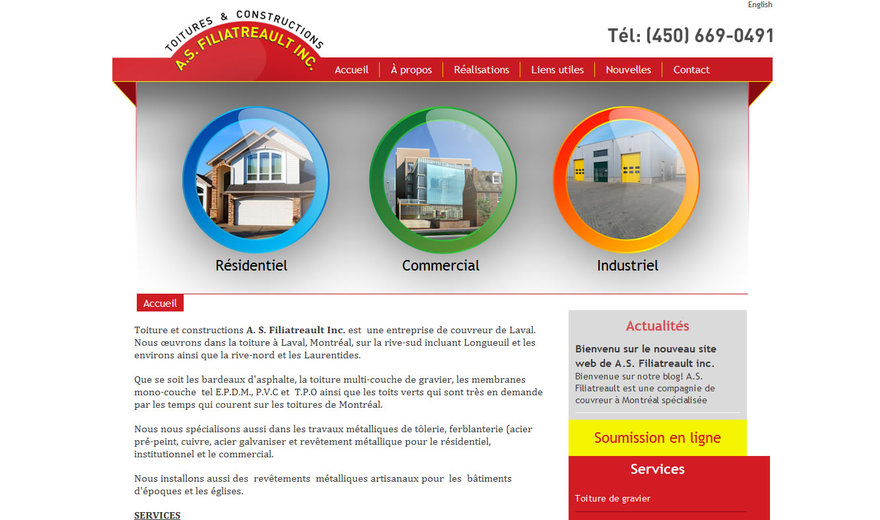 English
TOITURES & CONSTRUCTIONS
A.S. FILIATREAULT INC.
Tél: (450) 669-0491
Accueil
À propos
Réalisations
Liens utiles
Nouvelles
Contact
Résidentiel
Commercial
Industriel
Accueil
Toiture et constructions A. S. Filiatreault Inc. est une entreprise de couvreur de Laval.
Nous œuvrons dans la toiture à Laval, Montréal, sur la rive-sud incluant Longueuil et les
environs ainsi que la rive-nord et les Laurentides.
Que se soit les bardeaux d'asphalte, la toiture multi-couche de gravier, les membranes
mono-couche tel E.P.D.M., P.V.C et T.P.O ainsi que les toits verts qui sont très en demande
par les temps qui courent sur les toitures de Montréal.
Nous nous spécialisons aussi dans les travaux métalliques de tôlerie, ferblanterie (acier
pré-peint, cuivre, acier galvaniser et revêtement métallique pour le résidentiel,
institutionnel et le commercial.
Nous installons aussi des revêtements métalliques artisanaux pour les bâtiments
d'époques et les églises.
SERVICES
Actualités
Bienvenu sur le nouveau site
web de A.S. Filiatreault inc.
Bienvenue sur notre blog! A.S.
Filiatreault est une compagnie de
couvreur à Montréal spécialisée
Soumission en ligne
Services
Toiture de gravier